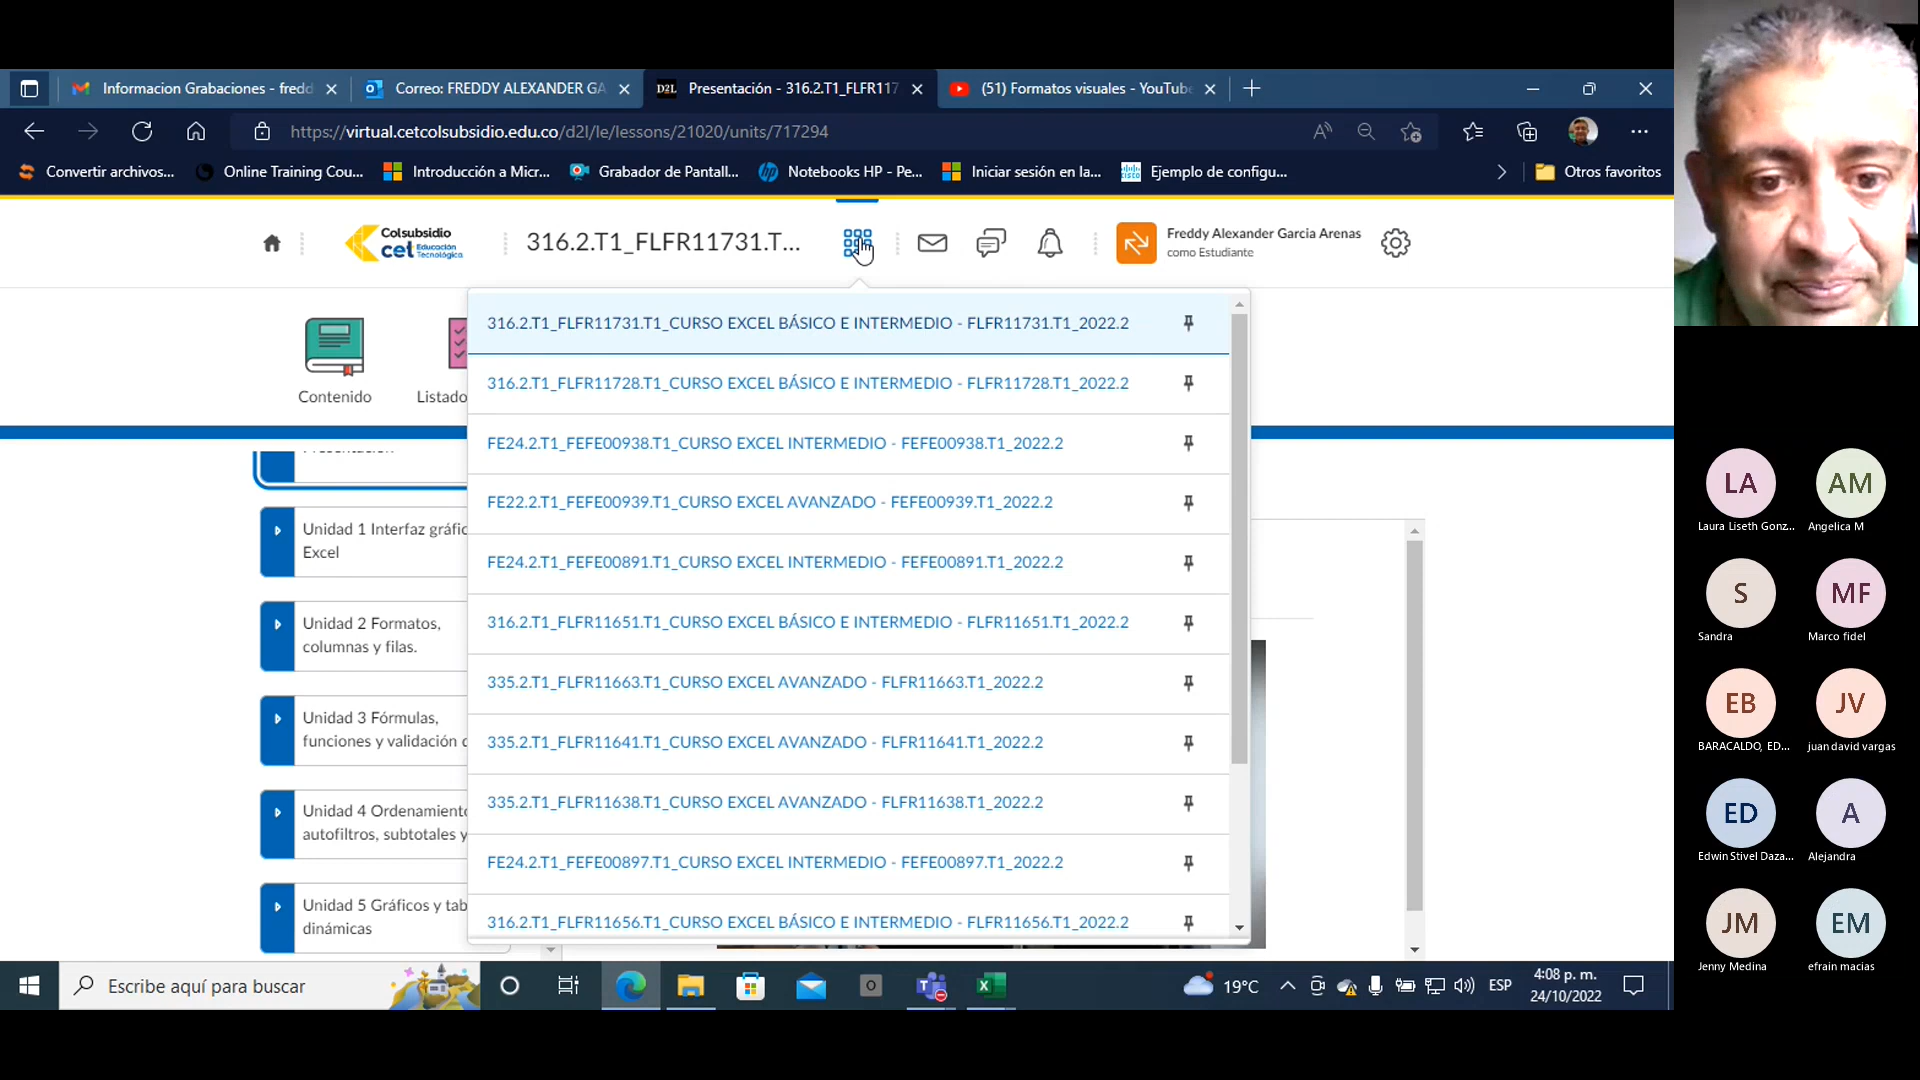 Informacion Grabaciones - fredd
Correo: FREDDY ALEXANDER GA
D2L Presentación - 316.2.T1_FLFR117
(51) Formatos visuales - YouTube
https://virtual.cetcolsubsidio.edu.co/d2l/le/lessons/21020/units/717294
Convertir archivos...
Online Training Cou...
Introducción a Micr...
Grabador de Pantall...
Notebooks HP - Pe...
Iniciar sesión en la...
Ejemplo de configu...
Otros favoritos
Colsubsidio
cet Educación Tecnológica
316.2.T1_FLFR11731.T...
Freddy Alexander Garcia Arenas
como Estudiante
Contenido
Listado
316.2.T1_FLFR11731.T1_CURSO EXCEL BÁSICO E INTERMEDIO - FLFR11731.T1_2022.2
316.2.T1_FLFR11728.T1_CURSO EXCEL BÁSICO E INTERMEDIO - FLFR11728.T1_2022.2
FE24.2.T1_FEFE00938.T1_CURSO EXCEL INTERMEDIO - FEFE00938.T1_2022.2
FE22.2.T1_FEFE00939.T1_CURSO EXCEL AVANZADO - FEFE00939.T1_2022.2
FE24.2.T1_FEFE00891.T1_CURSO EXCEL INTERMEDIO - FEFE00891.T1_2022.2
316.2.T1_FLFR11651.T1_CURSO EXCEL BÁSICO E INTERMEDIO - FLFR11651.T1_2022.2
335.2.T1_FLFR11663.T1_CURSO EXCEL AVANZADO - FLFR11663.T1_2022.2
335.2.T1_FLFR11641.T1_CURSO EXCEL AVANZADO - FLFR11641.T1_2022.2
335.2.T1_FLFR11638.T1_CURSO EXCEL AVANZADO - FLFR11638.T1_2022.2
FE24.2.T1_FEFE00897.T1_CURSO EXCEL INTERMEDIO - FEFE00897.T1_2022.2
316.2.T1_FLFR11656.T1_CURSO EXCEL BÁSICO E INTERMEDIO - FLFR11656.T1_2022.2
Unidad 1 Interfaz gráfic
Excel
Unidad 2 Formatos,
columnas y filas.
Unidad 3 Fórmulas,
funciones y validación d
Unidad 4 Ordenamiento
autofiltros, subtotales y
Unidad 5 Gráficos y tab
dinámicas
LA
Laura Liseth Gonz...
AM
Angelica M
S
Sandra
MF
Marco fidel
EB
BARACALDO, ED...
JV
juan david vargas
ED
Edwin Stivel Daza...
A
Alejandra
JM
Jenny Medina
EM
efrain macias
Escribe aquí para buscar
19°C
ESP
4:08 p. m.
24/10/2022